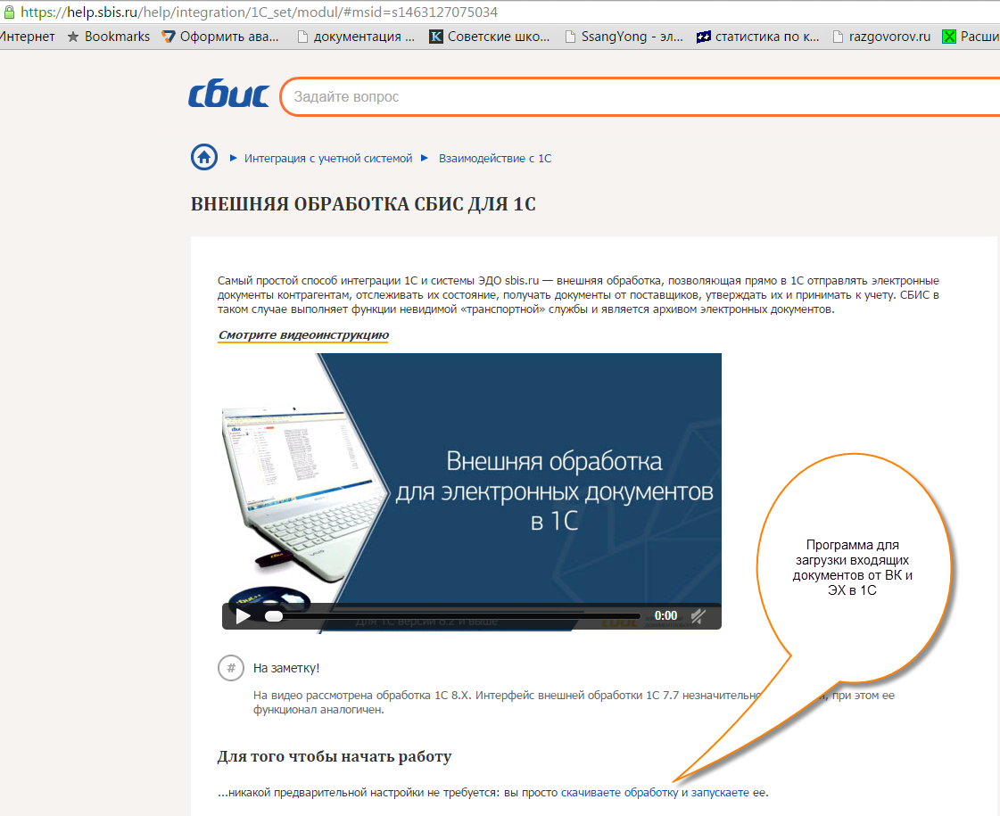 https://help.sbis.ru/help/integration/1C_set/modul/#msid=s1463127075034
Интернет Bookmarks Оформить ава... документация ... Советские шко... SsangYong - эл... статистика по к... razgovorov.ru Расши
сбис
Задайте вопрос
Интеграция с учетной системой Взаимодействие с 1С
ВНЕШНЯЯ ОБРАБОТКА СБИС ДЛЯ 1С
Самый простой способ интеграции 1С и системы ЭДО sbis.ru — внешняя обработка, позволяющая прямо в 1С отправлять электронные
документы контрагентам, отслеживать их состояние, получать документы от поставщиков, утверждать их и принимать к учету. СБИС в
таком случае выполняет функции невидимой «транспортной» службы и является архивом электронных документов.
Смотрите видеоинструкцию
Внешняя обработка
для электронных документов
в 1С
Программа для
загрузки входящих
документов от ВК и
ЭХ в 1С
Для 1С версии 8.2 и выше
0:00
# На заметку!
На видео рассмотрена обработка 1С 8.Х. Интерфейс внешней обработки 1С 7.7 незначительно при этом ее
функционал аналогичен.
Для того чтобы начать работу
...никакой предварительной настройки не требуется: вы просто скачиваете обработку и запускаете ее.